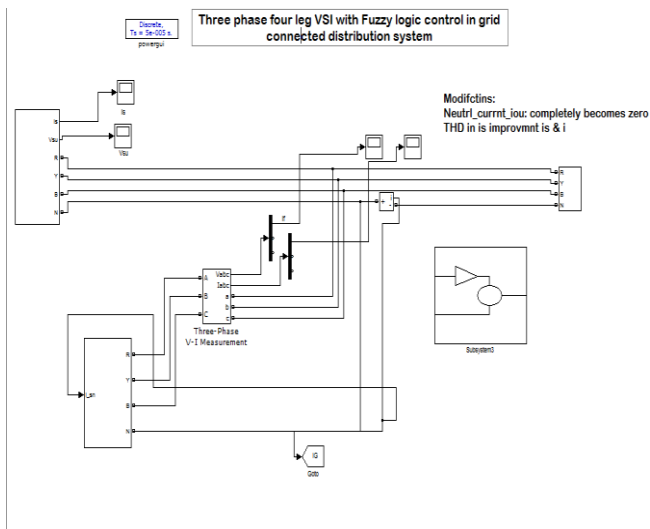 Discrete,
Ts = 5e-005 s.
powergui
Three phase four leg VSI with Fuzzy logic control in grid
connected distribution system
Modifctins:
Neutrl_currnt_iou: completely becomes zero
THD in is improvmnt is & i
Is
Vsu
Is
Vsu
R
Y
B
N
R
Y
B
N
+
-
i
If
Vabc
Iabc
A
B
C
a
b
c
Three-Phase
V-I Measurement
Subsystem3
i_sn
R
Y
B
N
IG
Goto